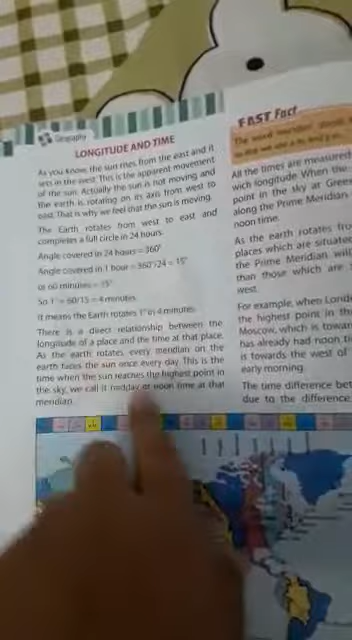 Geography
LONGITUDE AND TIME
As you know, the sun rises from the east and it
sets in the west. This is the apparent movement
of the sun. Actually the sun is not moving and
the earth is rotating on its axis from west to
east. That is why we feel that the sun is moving.
The Earth rotates from west to east and
completes a full circle in 24 hours.
Angle covered in 24 hours = 360°
Angle covered in 1 hour = 360°/24 = 15°
or 60 minutes = 15°
So 1° = 60/15 = 4 minutes
It means the Earth rotates 1° in 4 minutes.
There is a direct relationship between the
longitude of a place and the time at that place.
As the earth rotates every meridian on the
earth faces the sun once every day. This is the
time when the sun reaches the highest point in
the sky, we call it midday or noon time at that
meridian.
FAST Fact
The word meridian
All the times are measured
with longitude. When the
point in the sky at Green
along the Prime Meridian
noon time.
As the earth rotates fro
places which are situated
the Prime Meridian will
than those which are
west.
For example, when Lond
the highest point in th
Moscow, which is towar
has already had noon ti
is towards the west of
early morning.
The time difference bet
due to the difference